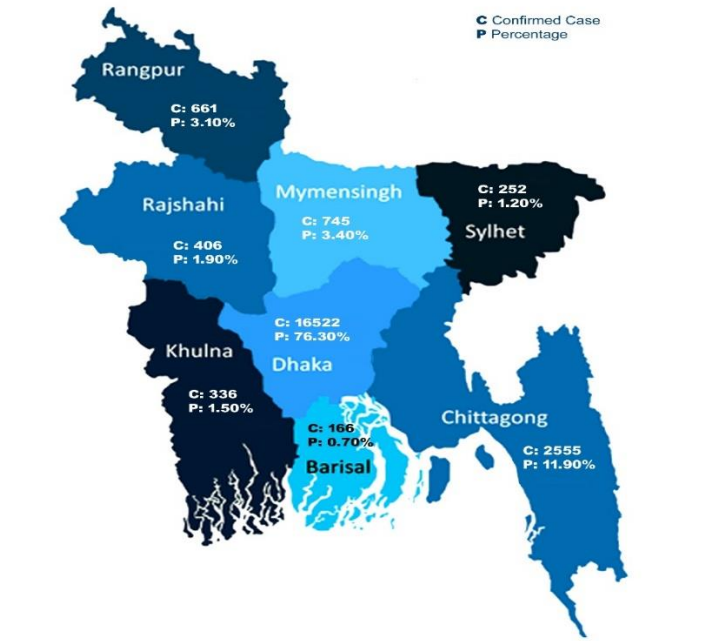 C Confirmed Case
P Percentage
Rangpur
C: 661
P: 3.10%
Rajshahi
C: 406
P: 1.90%
Mymensingh
C: 745
P: 3.40%
C: 252
P: 1.20%
Sylhet
C: 16522
P: 76.30%
Dhaka
Khulna
C: 336
P: 1.50%
C: 166
P: 0.70%
Barisal
Chittagong
C: 2555
P: 11.90%